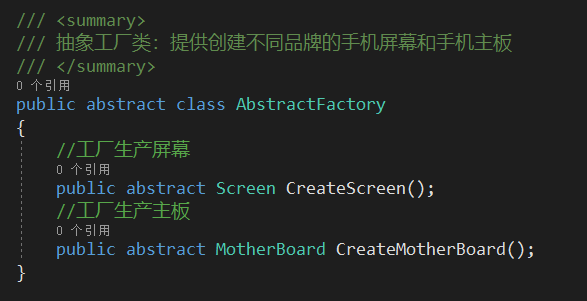 /// <summary>
/// 抽象工厂类：提供创建不同品牌的手机屏幕和手机主板
/// </summary>
0 个引用
public abstract class AbstractFactory
{
//工厂生产屏幕
0 个引用
public abstract Screen CreateScreen();
//工厂生产主板
0 个引用
public abstract MotherBoard CreateMotherBoard();
}